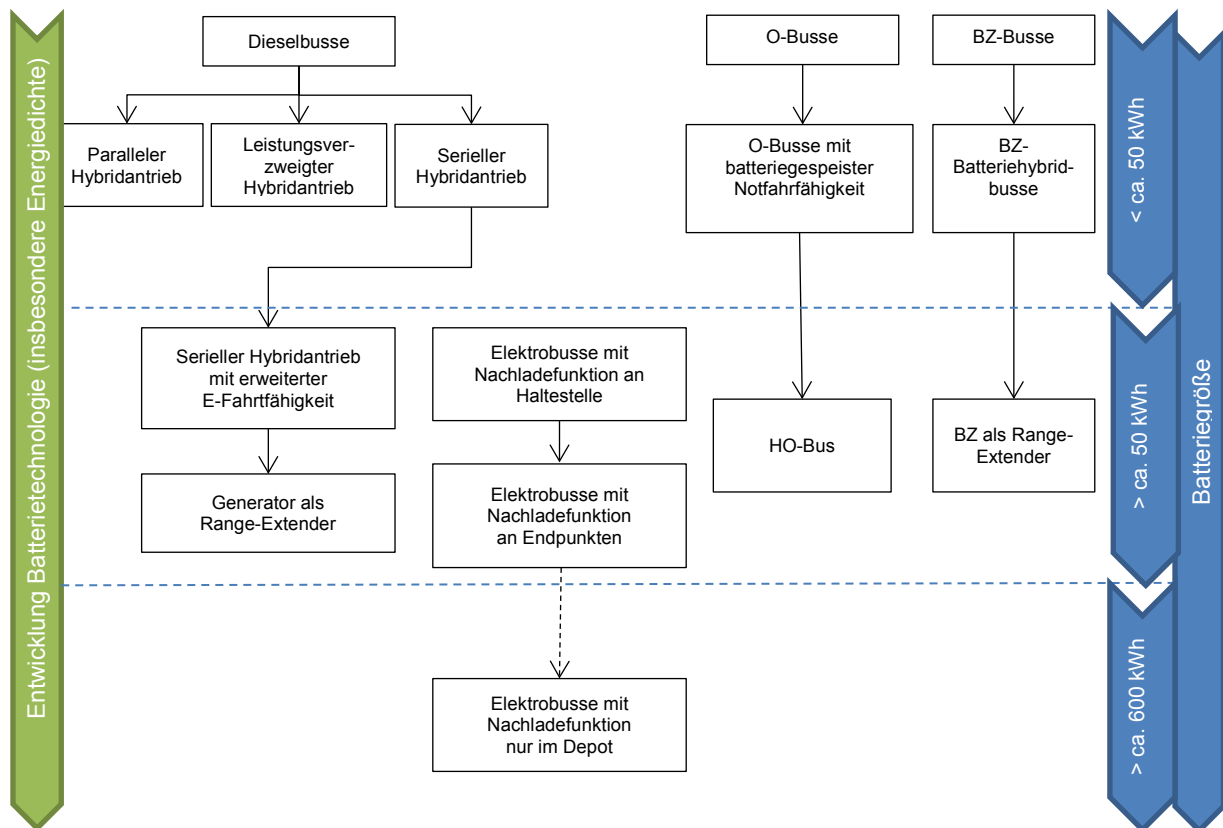 Entwicklung Batterietechnologie (insbesondere Energiedichte)
Dieselbusse
O-Busse
BZ-Busse
Paralleler
Hybridantrieb
Leistungsver-
zweigter
Hybridantrieb
Serieller
Hybridantrieb
O-Busse mit
batteriegespeister
Notfahrfähigkeit
BZ-
Batteriehybrid-
busse
< ca. 50 kWh
Serieller Hybridantrieb
mit erweiterter
E-Fahrtfähigkeit
Elektrobusse mit
Nachladefunktion an
Haltestelle
HO-Bus
BZ als Range-
Extender
> ca. 50 kWh
Batteriegröße
Generator als
Range-Extender
Elektrobusse mit
Nachladefunktion
an Endpunkten
Elektrobusse mit
Nachladefunktion
nur im Depot
> ca. 600 kWh